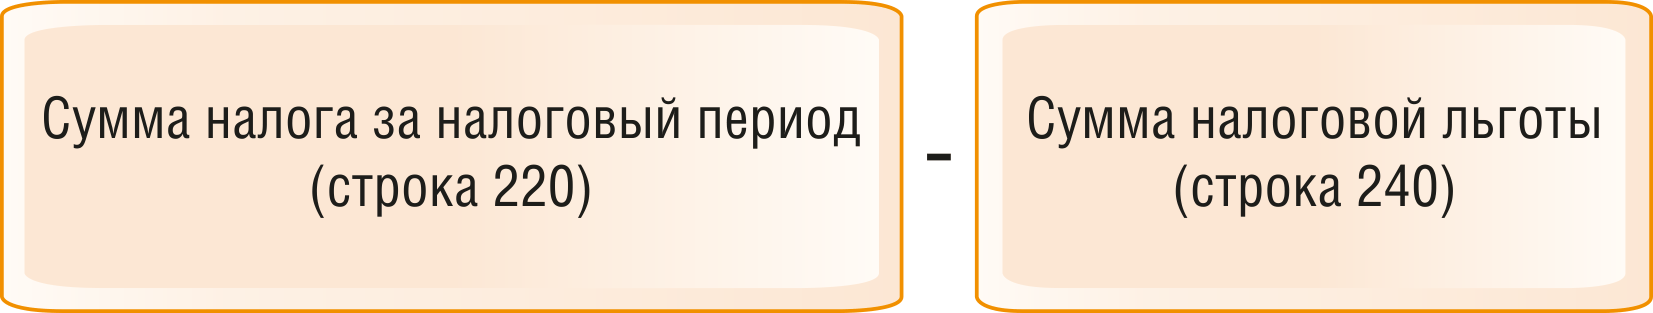 Сумма налога за налоговый период
(строка 220)
-
Сумма налоговой льготы
(строка 240)